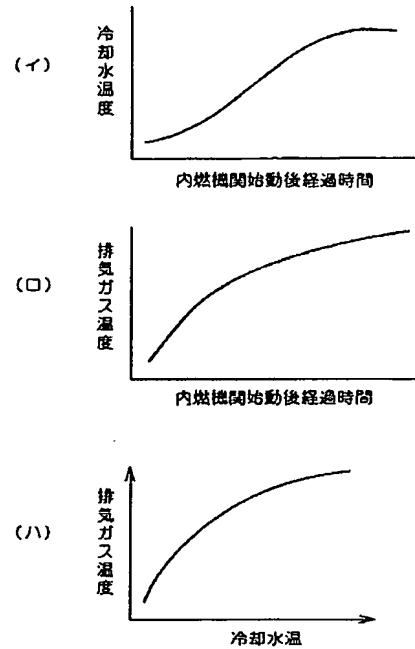 (イ)
冷却水温度
内燃機関始動後経過時間
(ロ)
排気ガス温度
内燃機関始動後経過時間
(ハ)
排気ガス温度
冷却水温